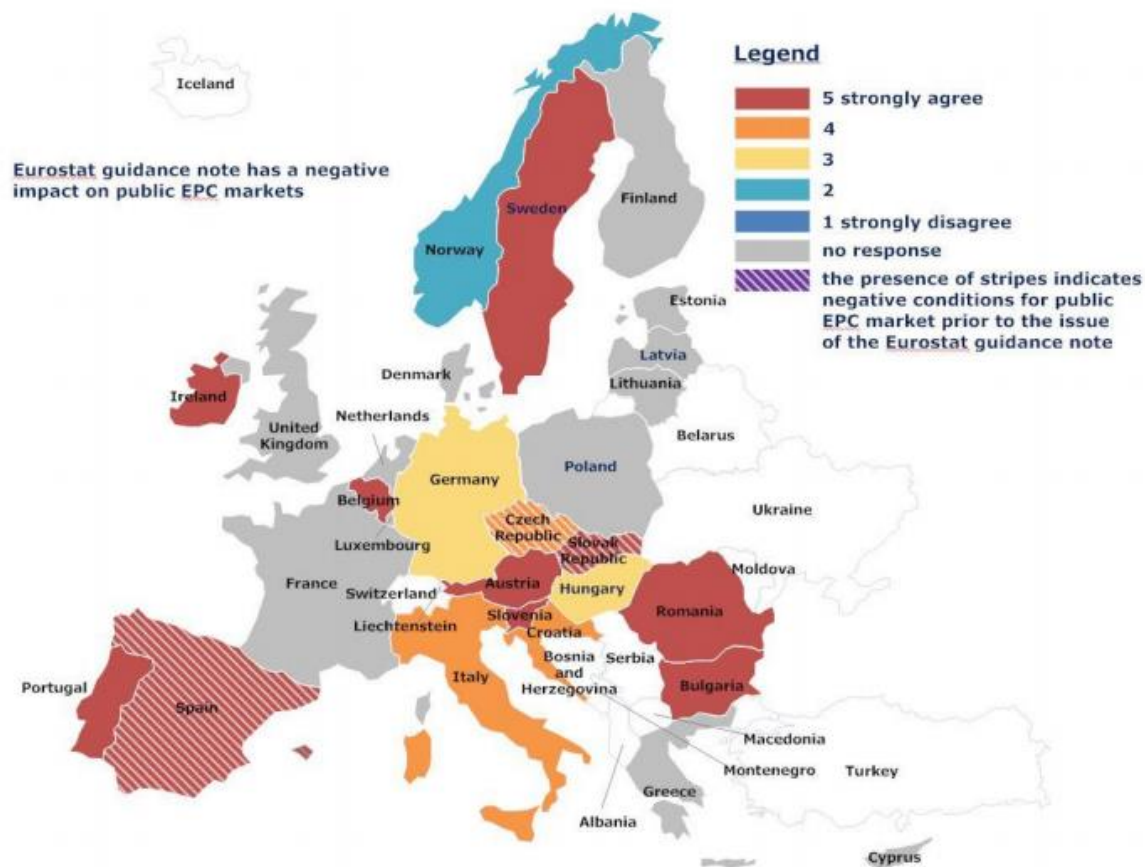 Iceland
Eurostat guidance note has a negative
impact on public EPC markets
Legend
5 strongly agree
4
3
2
1 strongly disagree
no response
the presence of stripes indicates
negative conditions for public
EPC market prior to the issue
of the Eurostat guidance note
Sweden
Finland
Norway
Estonia
Latvia
Lithuania
Denmark
Netherlands
Ireland
United
Kingdom
Belarus
Poland
Germany
Belgium
Luxembourg
Czech
Republic
Slovak
Republic
Ukraine
France
Switzerland
Liechtenstein
Austria
Hungary
Moldova
Slovenia
Croatia
Romania
Bosnia
and
Herzegovina
Serbia
Italy
Portugal
Spain
Bulgaria
Macedonia
Montenegro
Turkey
Albania
Greece
Cyprus